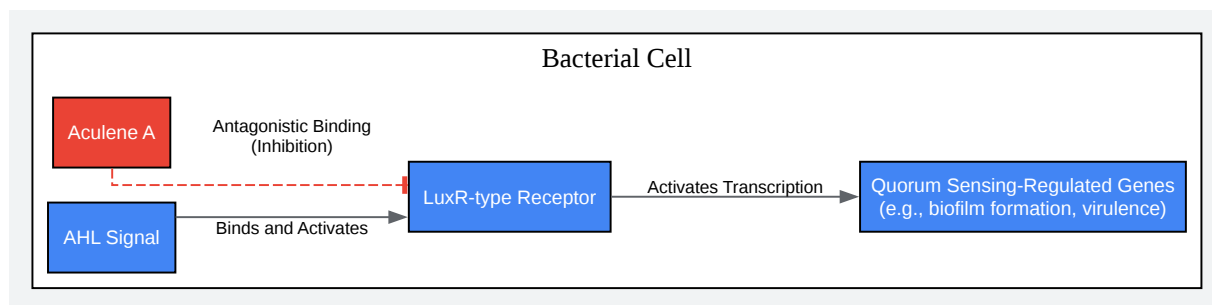 Bacterial Cell
Aculene A
Antagonistic Binding
(Inhibition)
LuxR-type Receptor
Activates Transcription
Quorum Sensing-Regulated Genes
(e.g., biofilm formation, virulence)
AHL Signal
Binds and Activates